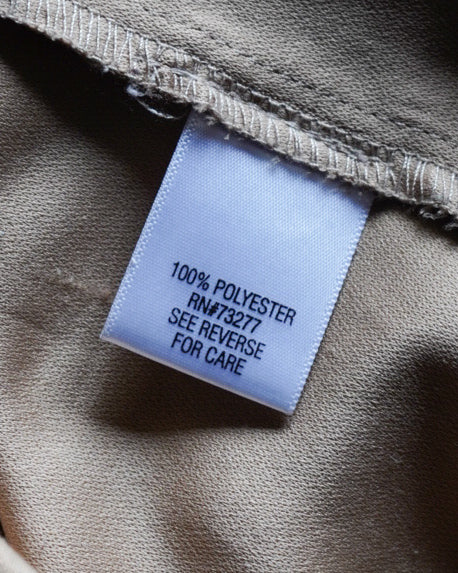 100% POLYESTER
RN#73277
SEE REVERSE
FOR CARE